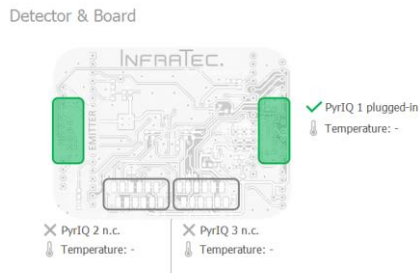 Detector & Board
INFRATEC.
EMITTER
PyrIQ 1 plugged-in
Temperature: -
PyrIQ 2 n.c.
Temperature: -
PyrIQ 3 n.c.
Temperature: -